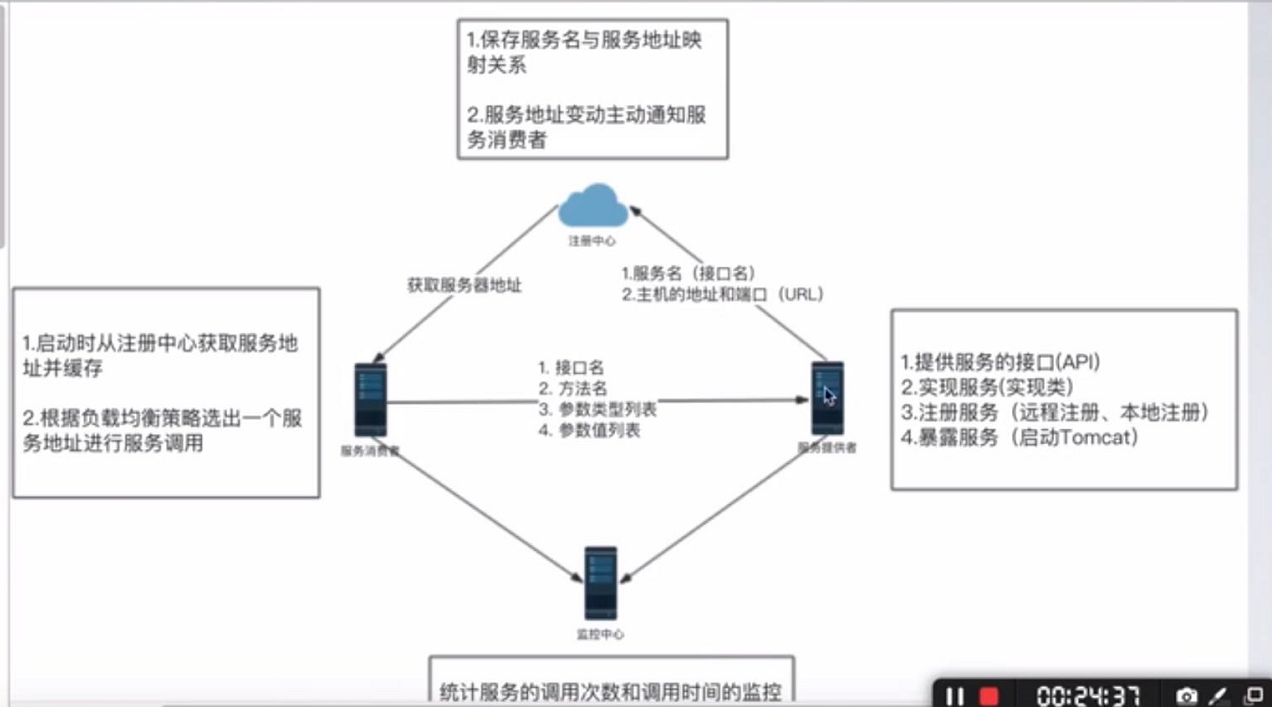 1.保存服务名与服务地址映
射关系
2.服务地址变动主动通知服
务消费者
注册中心
获取服务器地址
1.服务名（接口名）
2.主机的地址和端口（URL）
1.启动时从注册中心获取服务地
址并缓存
2.根据负载均衡策略选出一个服
务地址进行服务调用
1. 接口名
2. 方法名
3. 参数类型列表
4. 参数值列表
服务消费者
服务提供者
1.提供服务的接口(API)
2.实现服务(实现类)
3.注册服务（远程注册、本地注册）
4.暴露服务（启动Tomcat）
监控中心
统计服务的调用次数和调用时间的监控
00:24:37